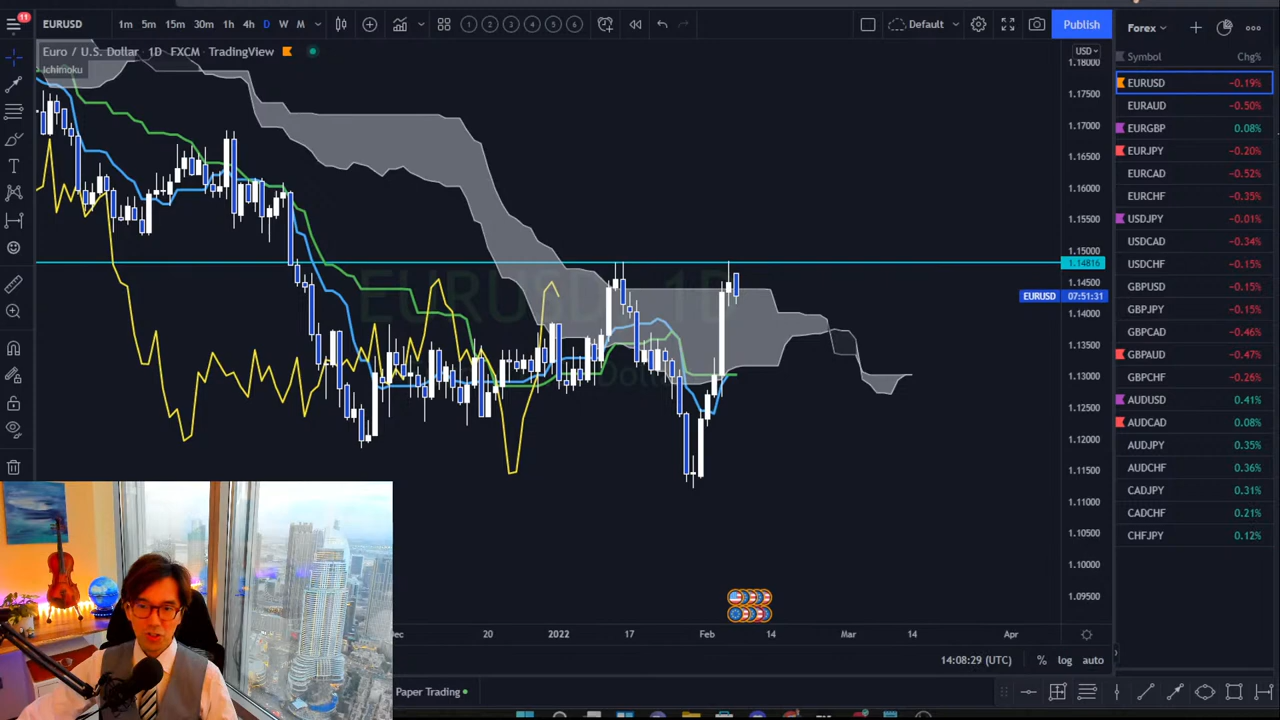 11
EURUSD 1m 5m 15m 30m 1h 4h D W M 1 2 3 4 5 6 Default Publish
Euro / U.S. Dollar · 1D · FXCM · TradingView
Ichimoku
USD
1.18000
1.17500
1.17000
1.16500
1.16000
1.15500
1.15000
1.14816
1.14500
EURUSD 07:51:31
1.14000
1.13500
1.13000
1.12500
1.12000
1.11500
1.11000
1.10500
1.10000
1.09500
Dec 20 2022 17 Feb 14 Mar 14 Apr
14:08:29 (UTC) % log auto
Paper Trading
Forex
Symbol Chg%
EURUSD −0.19%
EURAUD −0.50%
EURGBP 0.08%
EURJPY −0.20%
EURCAD −0.52%
EURCHF −0.35%
USDJPY −0.01%
USDCAD −0.34%
USDCHF −0.15%
GBPUSD −0.15%
GBPJPY −0.15%
GBPCAD −0.46%
GBPAUD −0.47%
GBPCHF −0.26%
AUDUSD 0.41%
AUDCAD 0.08%
AUDJPY 0.35%
AUDCHF 0.36%
CADJPY 0.31%
CADCHF 0.21%
CHFJPY 0.12%